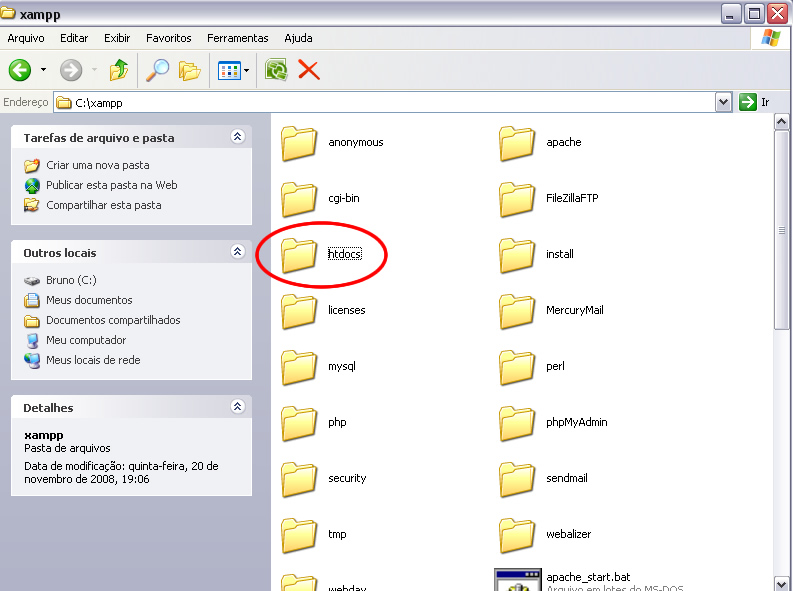 xampp
Arquivo Editar Exibir Favoritos Ferramentas Ajuda
Endereço C:\xampp Ir
Tarefas de arquivo e pasta
Criar uma nova pasta
Publicar esta pasta na Web
Compartilhar esta pasta
Outros locais
Bruno (C:)
Meus documentos
Documentos compartilhados
Meu computador
Meus locais de rede
Detalhes
xampp
Pasta de arquivos
Data de modificação: quinta-feira, 20 de
novembro de 2008, 19:06
anonymous apache
cgi-bin FileZillaFTP
htdocs install
licenses MercuryMail
mysql perl
php phpMyAdmin
security sendmail
tmp webalizer
webdav apache_start.bat
Arquivo em lotes do MS-DOS